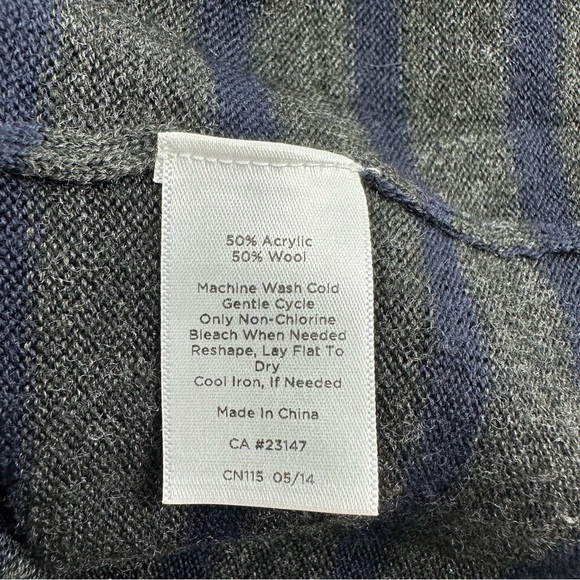 50% Acrylic
50% Wool
Machine Wash Cold
Gentle Cycle
Only Non-Chlorine
Bleach When Needed
Reshape, Lay Flat To
Dry
Cool Iron, If Needed
Made In China
CA #23147
CN115 05/14